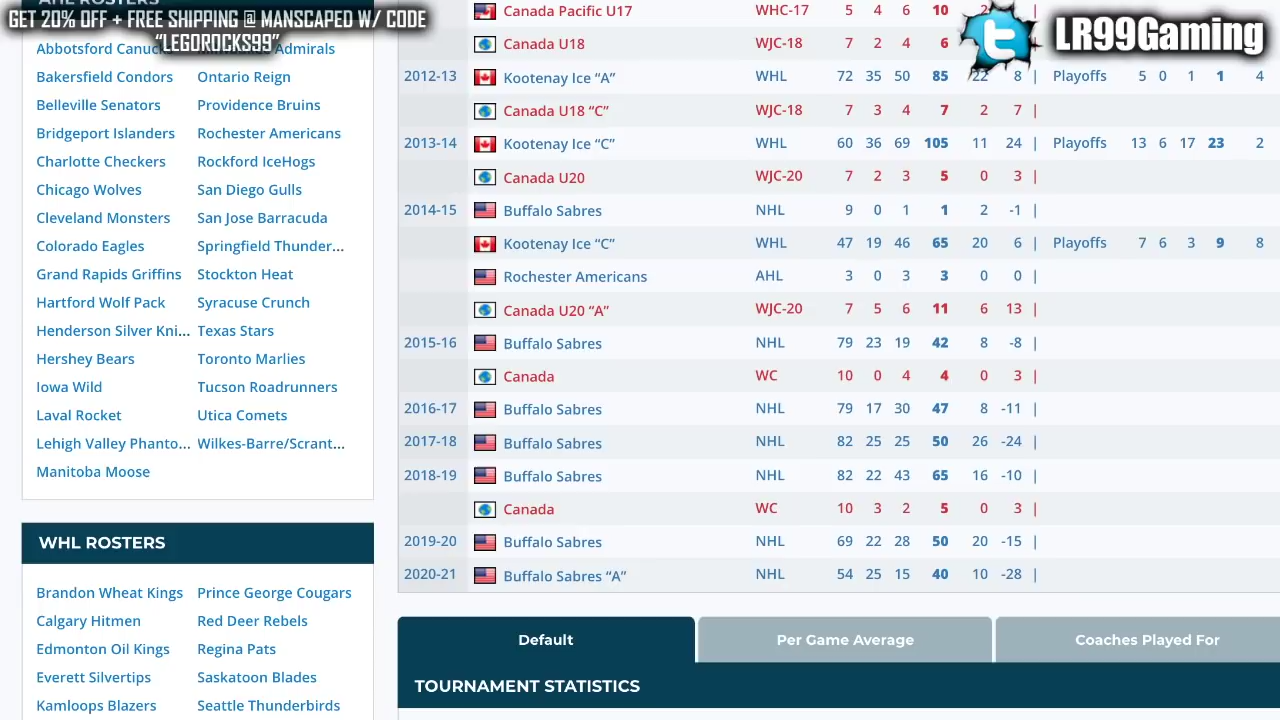 AHL ROSTERS
GET 20% OFF + FREE SHIPPING @ MANSCAPED W/ CODE
“LEGOROCKS99”
LR99Gaming
Abbotsford Canuc Admirals
Bakersfield Condors Ontario Reign
Belleville Senators Providence Bruins
Bridgeport Islanders Rochester Americans
Charlotte Checkers Rockford IceHogs
Chicago Wolves San Diego Gulls
Cleveland Monsters San Jose Barracuda
Colorado Eagles Springfield Thunder...
Grand Rapids Griffins Stockton Heat
Hartford Wolf Pack Syracuse Crunch
Henderson Silver Kni... Texas Stars
Hershey Bears Toronto Marlies
Iowa Wild Tucson Roadrunners
Laval Rocket Utica Comets
Lehigh Valley Phanto... Wilkes-Barre/Scrant...
Manitoba Moose
WHL ROSTERS
Brandon Wheat Kings Prince George Cougars
Calgary Hitmen Red Deer Rebels
Edmonton Oil Kings Regina Pats
Everett Silvertips Saskatoon Blades
Kamloops Blazers Seattle Thunderbirds
Canada Pacific U17 WHC-17 5 4 6 10 2
Canada U18 WJC-18 7 2 4 6
2012-13 Kootenay Ice “A” WHL 72 35 50 85 22 8 | Playoffs 5 0 1 1 4
Canada U18 “C” WJC-18 7 3 4 7 2 7 |
2013-14 Kootenay Ice “C” WHL 60 36 69 105 11 24 | Playoffs 13 6 17 23 2
Canada U20 WJC-20 7 2 3 5 0 3 |
2014-15 Buffalo Sabres NHL 9 0 1 1 2 -1 |
Kootenay Ice “C” WHL 47 19 46 65 20 6 | Playoffs 7 6 3 9 8
Rochester Americans AHL 3 0 3 3 0 0 |
Canada U20 “A” WJC-20 7 5 6 11 6 13 |
2015-16 Buffalo Sabres NHL 79 23 19 42 8 -8 |
Canada WC 10 0 4 4 0 3 |
2016-17 Buffalo Sabres NHL 79 17 30 47 8 -11 |
2017-18 Buffalo Sabres NHL 82 25 25 50 26 -24 |
2018-19 Buffalo Sabres NHL 82 22 43 65 16 -10 |
Canada WC 10 3 2 5 0 3 |
2019-20 Buffalo Sabres NHL 69 22 28 50 20 -15 |
2020-21 Buffalo Sabres “A” NHL 54 25 15 40 10 -28 |
Default Per Game Average Coaches Played For
TOURNAMENT STATISTICS